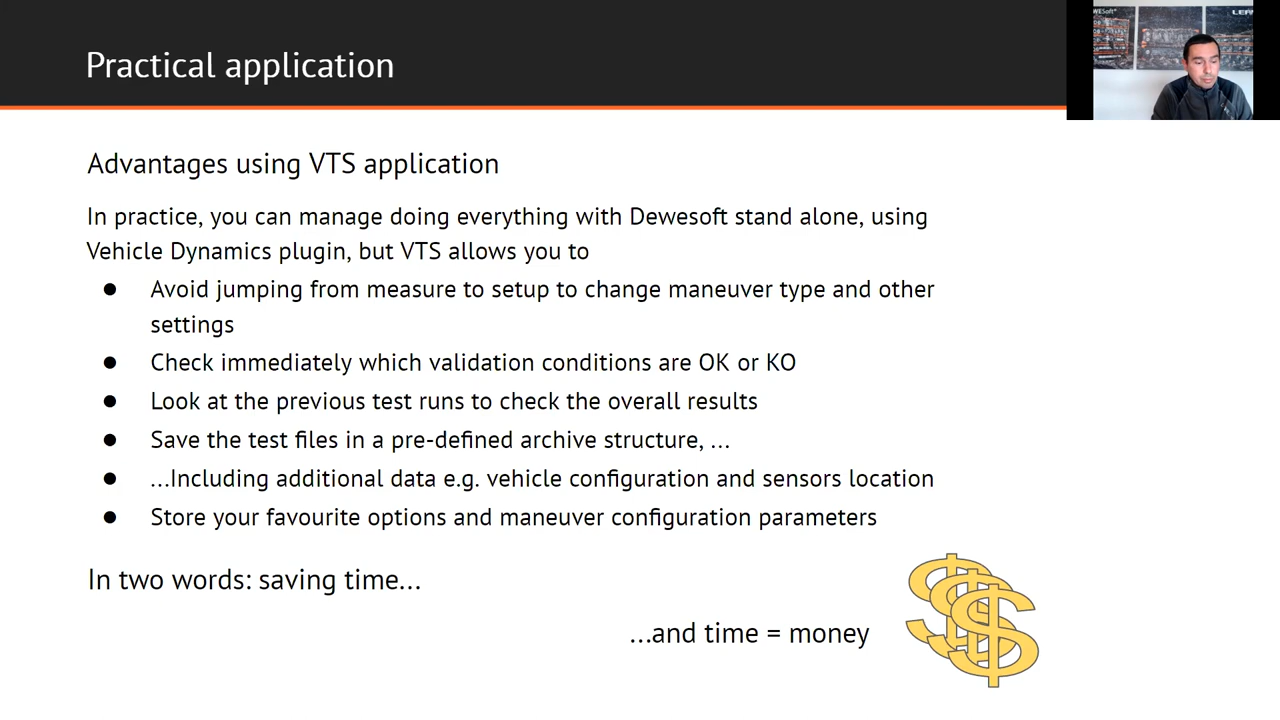 Practical application
WESoft
LEAR
Advantages using VTS application
In practice, you can manage doing everything with Dewesoft stand alone, using
Vehicle Dynamics plugin, but VTS allows you to
● Avoid jumping from measure to setup to change maneuver type and other
settings
● Check immediately which validation conditions are OK or KO
● Look at the previous test runs to check the overall results
● Save the test files in a pre-defined archive structure, ...
● ...Including additional data e.g. vehicle configuration and sensors location
● Store your favourite options and maneuver configuration parameters
In two words: saving time...
...and time = money